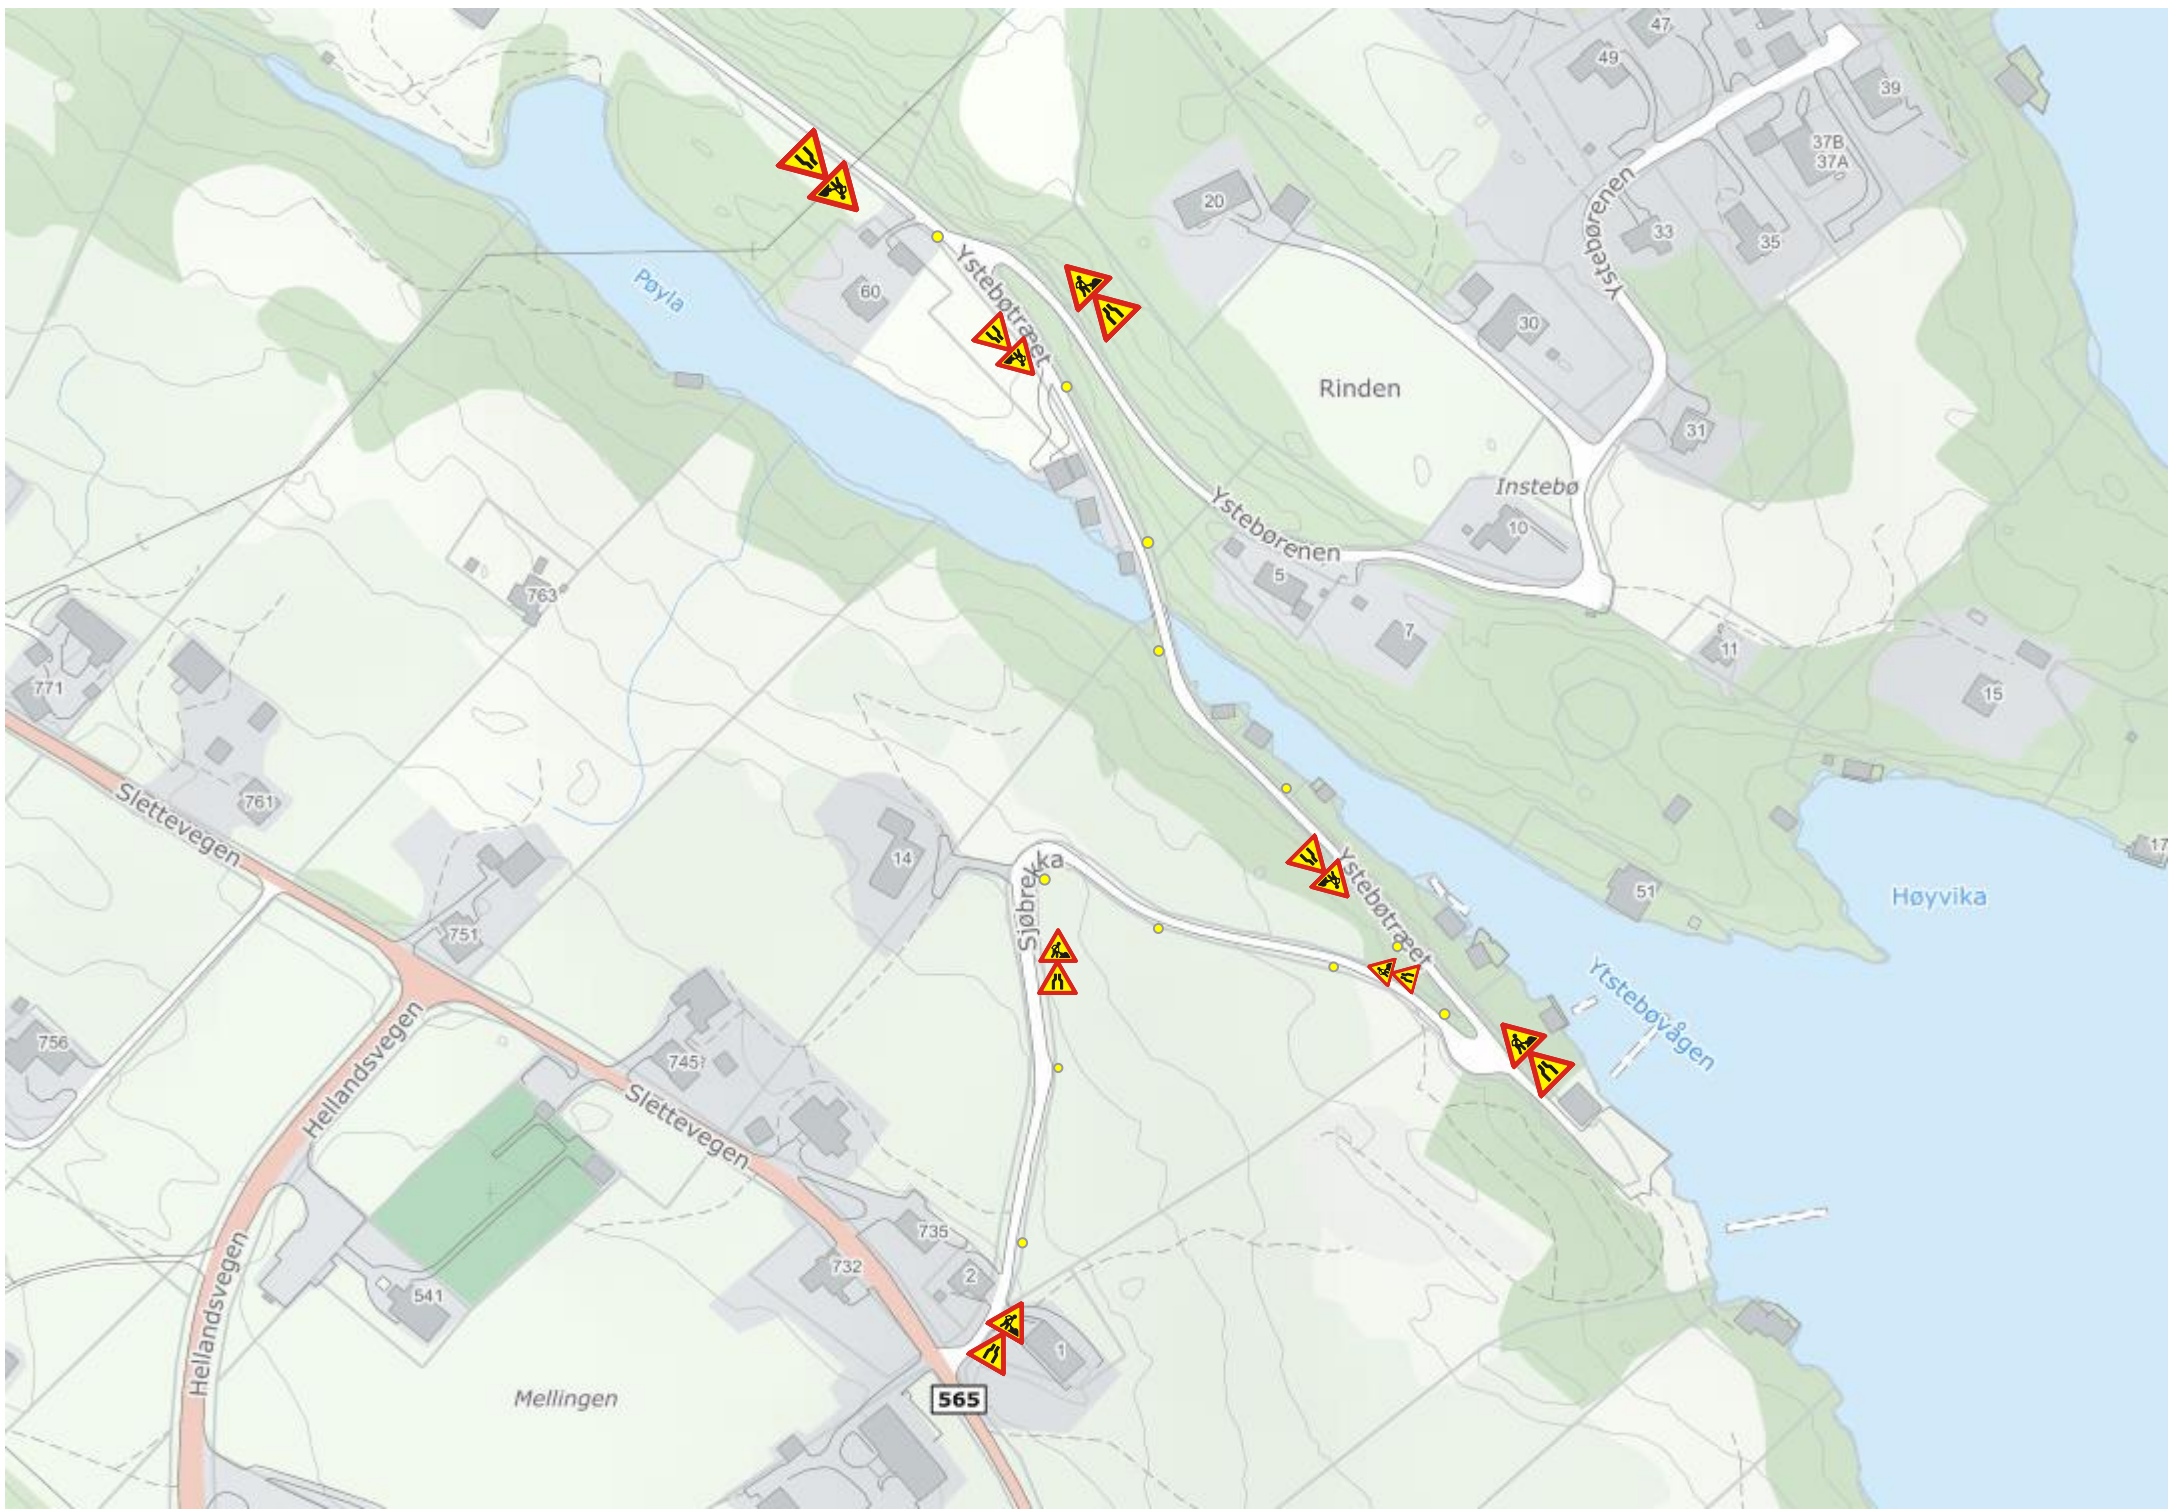 47
49
39
37B
37A
Ystebørenen
20
33
35
Pøyla
60
Ystebøtræet
30
Rinden
31
Instebø
Ystebørenen
10
5
763
7
11
771
15
Slettevegen
761
14
Sjøbrekka
Ystebøtræet
17
51
Høyvika
751
Ytstebøvågen
756
745
Hellandsvegen
Slettevegen
735
732
2
541
Hellandsvegen
1
Mellingen
565